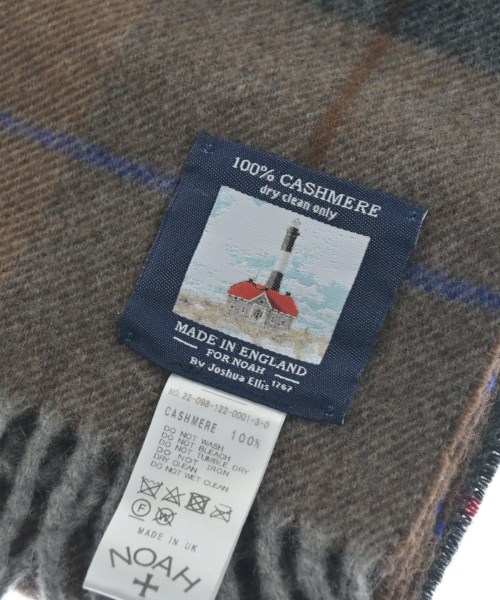 100% CASHMERE
dry clean only
MADE IN ENGLAND
FOR NOAH
By Joshua Ellis 1767
NO. 22-098-122-0001-3-0
CASHMERE 100%
DO NOT WASH
DO NOT BLEACH
DO NOT TUMBLE DRY
DO NOT IRON
DRY CLEAN
DO NOT WET CLEAN
F W
MADE IN UK
NOAH